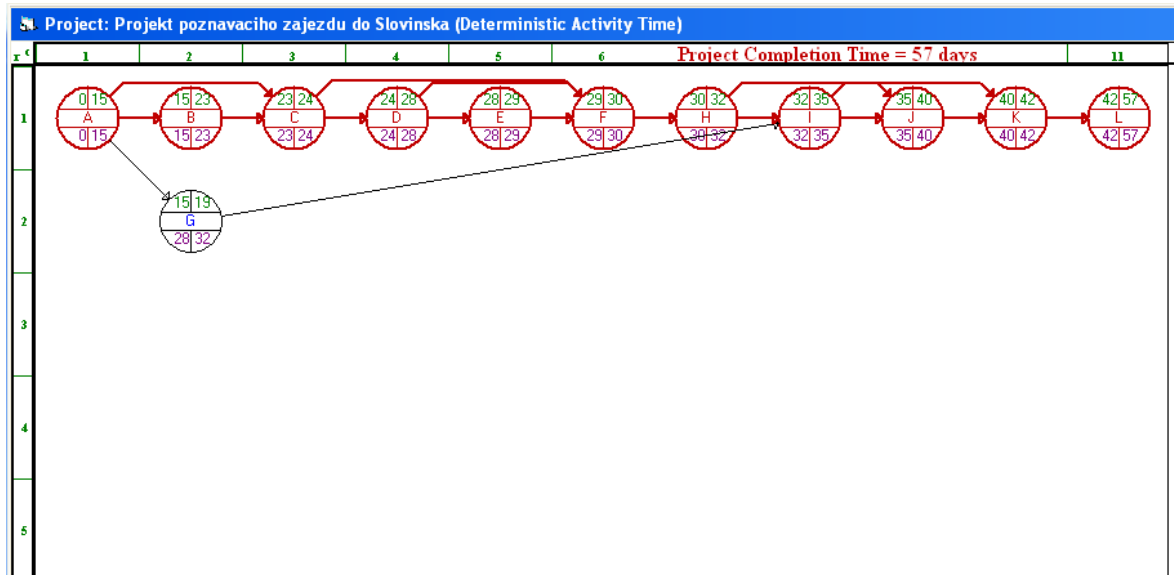 Project: Projekt poznavaciho zajezdu do Slovinska (Deterministic Activity Time)
r c 1 2 3 4 5 6 Project Completion Time = 57 days 11
0 15 15 23 23 24 24 28 28 29 29 30 30 32 32 35 35 40 40 42 42 57
1 A B C D E F H I J K L
0 15 15 23 23 24 24 28 28 29 29 30 30 32 32 35 35 40 40 42 42 57
15 19
2 G
28 32
3
4
5